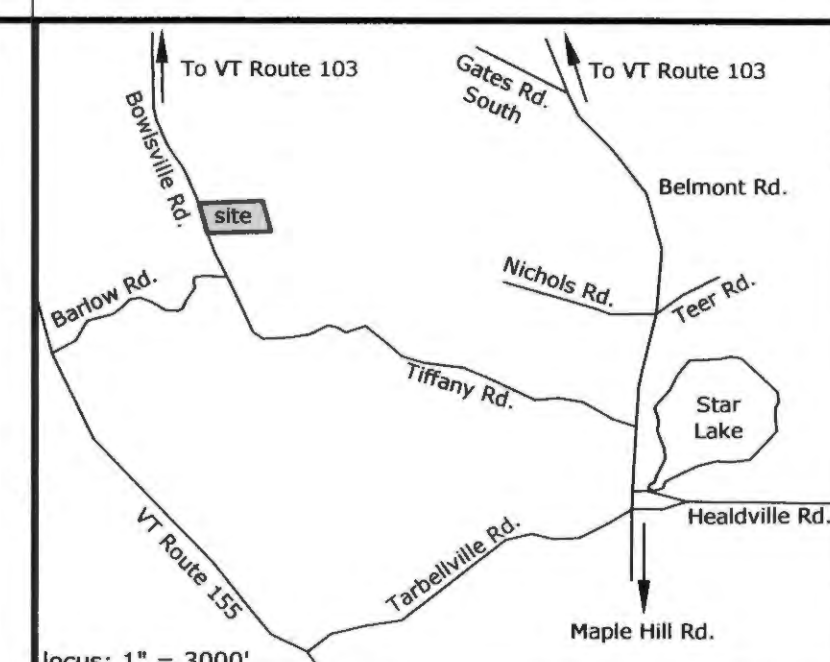 To VT Route 103
To VT Route 103
Gates Rd.
South
Bowlsville Rd.
Belmont Rd.
site
Nichols Rd.
Teer Rd.
Barlow Rd.
Tiffany Rd.
Star
Lake
VT Route 155
Tarbellville Rd.
Healdville Rd.
Maple Hill Rd.
locus: 1" = 3000'